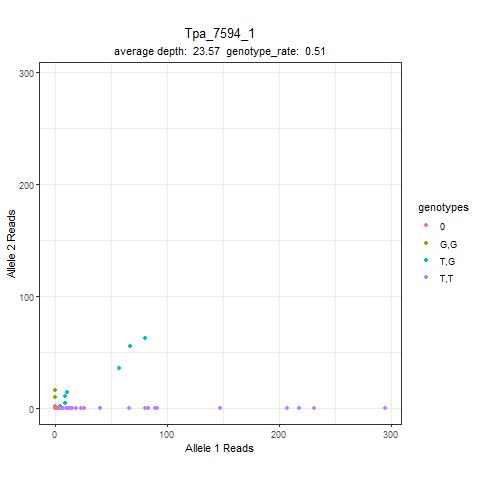 Tpa_7594_1
average depth: 23.57 genotype_rate: 0.51
300
200
100
0
Allele 2 Reads
0 100 200 300
Allele 1 Reads
genotypes
0
G,G
T,G
T,T